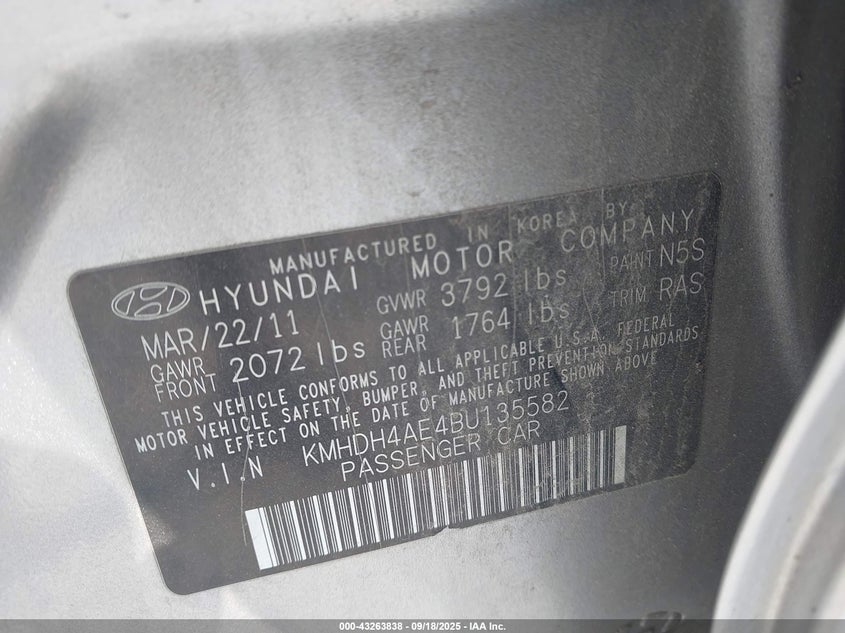 MANUFACTURED IN KOREA BY
HYUNDAI MOTOR COMPANY
MAR/22/11 GVWR 3792 lbs PAINT N5S
GAWR FRONT 2072 lbs GAWR REAR 1764 lbs TRIM RAS
THIS VEHICLE CONFORMS TO ALL APPLICABLE U.S.A. FEDERAL
MOTOR VEHICLE SAFETY, BUMPER, AND THEFT PREVENTION STANDARDS
IN EFFECT ON THE DATE OF MANUFACTURE SHOWN ABOVE
V.I.N KMHDH4AE4BU135582
PASSENGER CAR
000-43263838 - 09/18/2025 - IAA Inc.